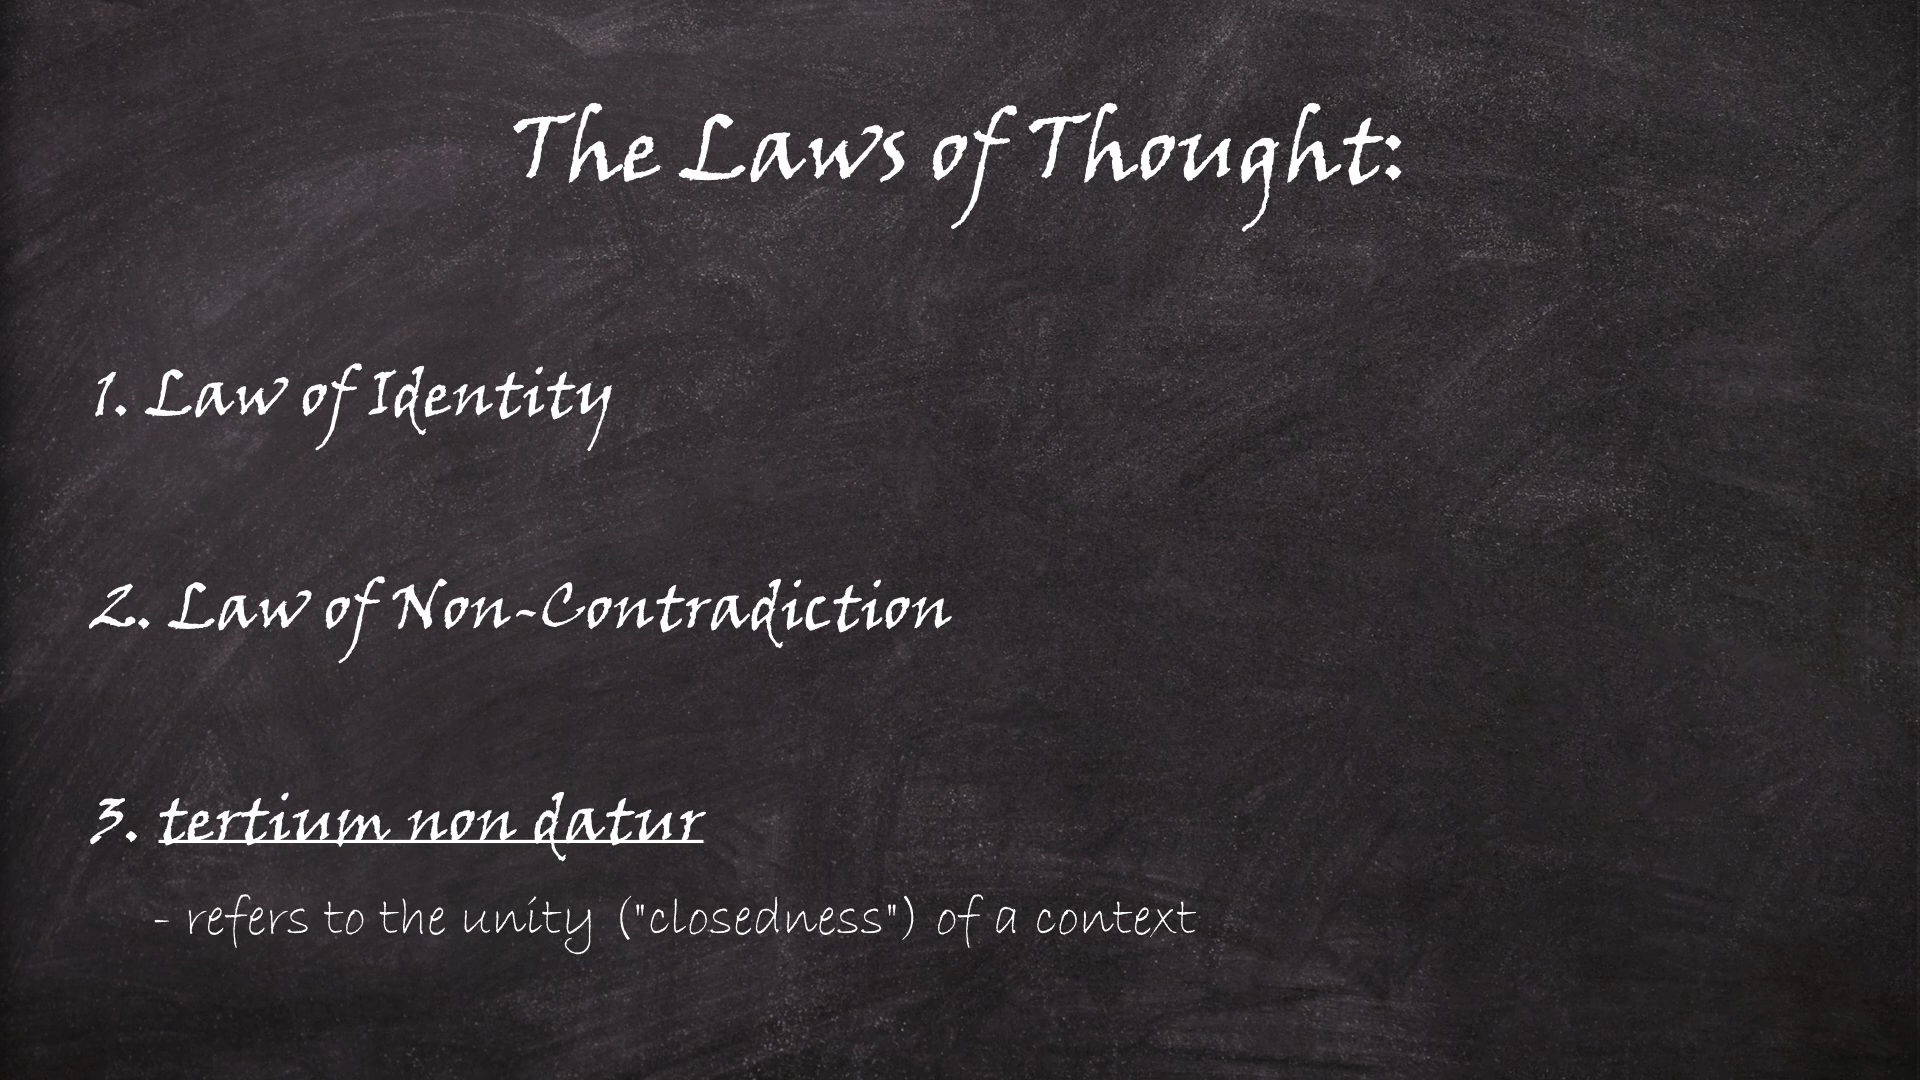 The Laws of Thought:
1. Law of Identity
2. Law of Non-Contradiction
3. tertium non datur
- refers to the unity ("closedness") of a context